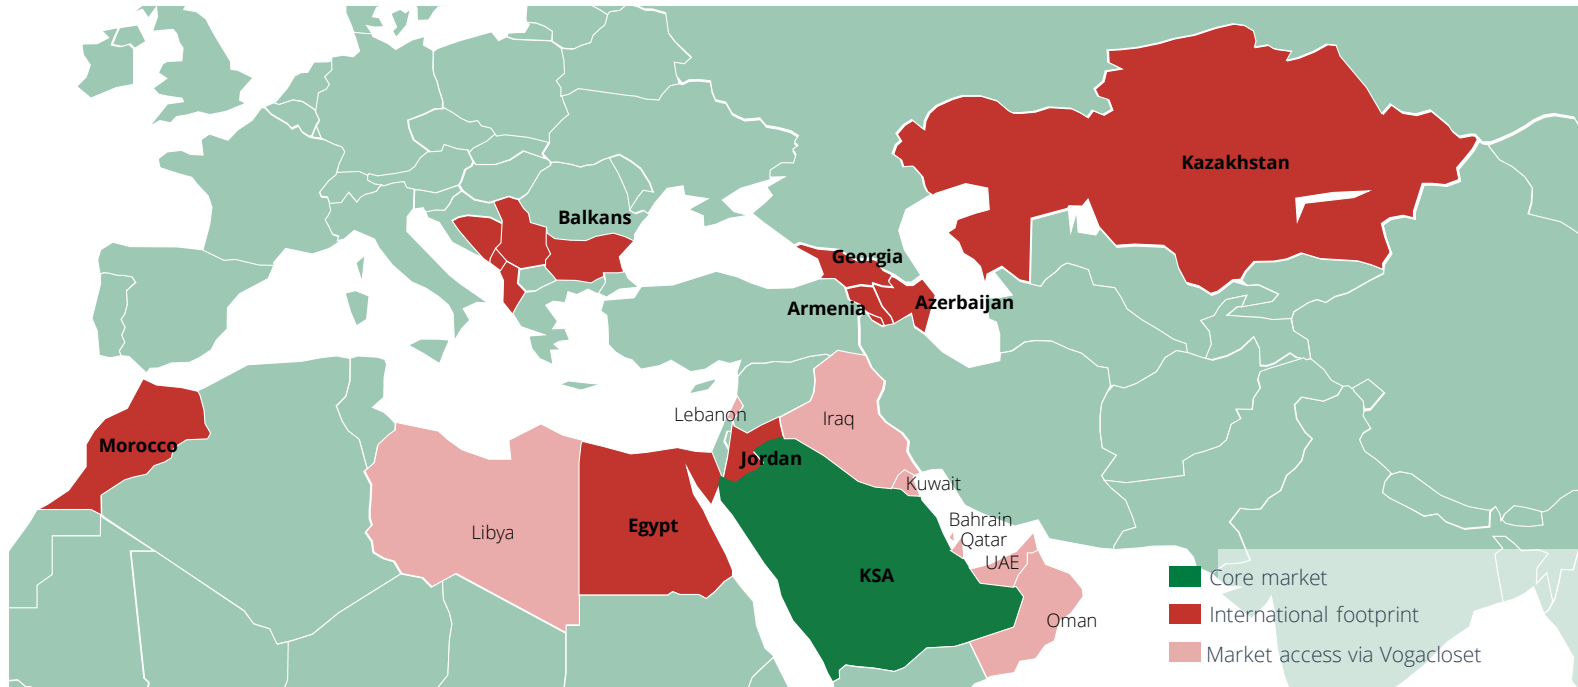 Kazakhstan
Balkans
Georgia
Armenia
Azerbaijan
Lebanon
Iraq
Morocco
Jordan
Kuwait
Libya
Egypt
Bahrain
Qatar
UAE
KSA
Oman
Core market
International footprint
Market access via Vogacloset